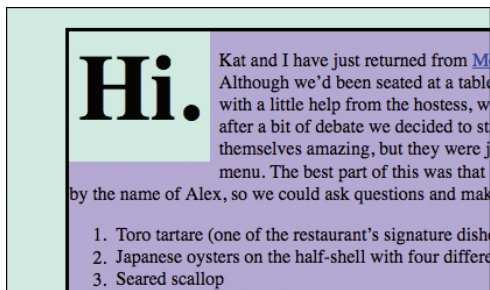 Hi.
Kat and I have just returned from
Although we'd been seated at a table
with a little help from the hostess, w
after a bit of debate we decided to st
themselves amazing, but they were j
menu. The best part of this was that
by the name of Alex, so we could ask questions and mak
1. Toro tartare (one of the restaurant's signature dish
2. Japanese oysters on the half-shell with four differe
3. Seared scallop